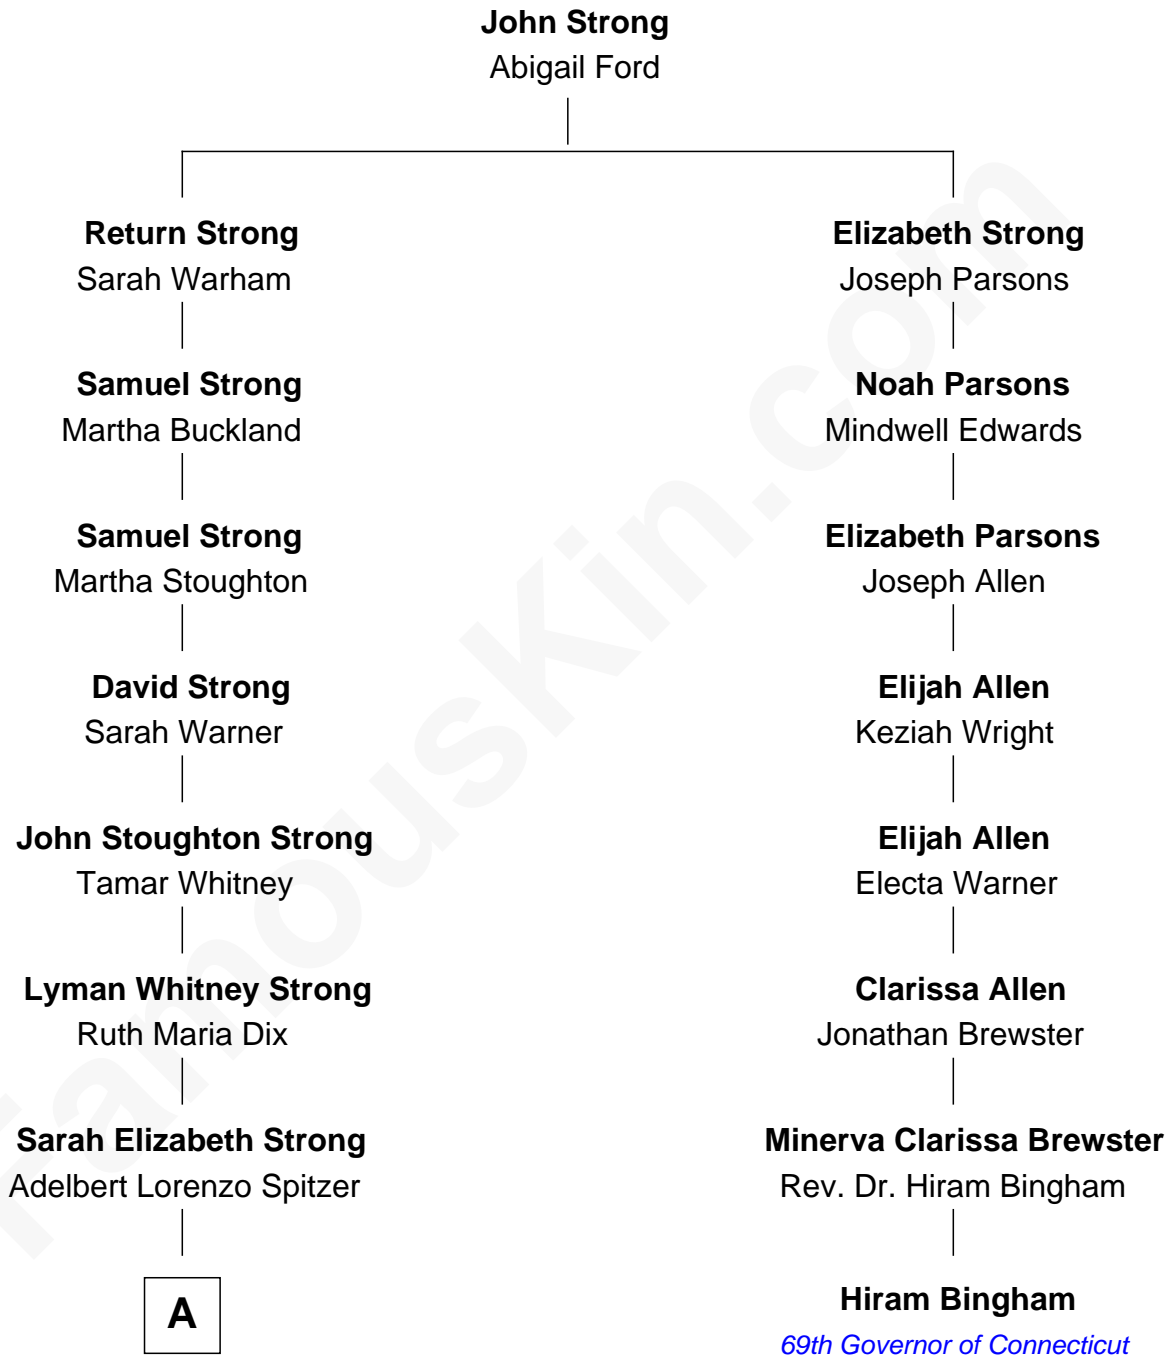 John Strong
Abigail Ford
Return Strong
Sarah Warham
Samuel Strong
Martha Buckland
Samuel Strong
Martha Stoughton
David Strong
Sarah Warner
John Stoughton Strong
Tamar Whitney
Lyman Whitney Strong
Ruth Maria Dix
Sarah Elizabeth Strong
Adelbert Lorenzo Spitzer
A
Elizabeth Strong
Joseph Parsons
Noah Parsons
Mindwell Edwards
Elizabeth Parsons
Joseph Allen
Elijah Allen
Keziah Wright
Elijah Allen
Electa Warner
Clarissa Allen
Jonathan Brewster
Minerva Clarissa Brewster
Rev. Dr. Hiram Bingham
Hiram Bingham
69th Governor of Connecticut
FamousKin.com